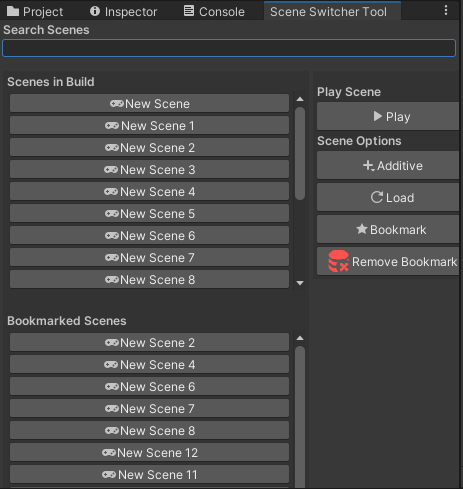 Project Inspector Console Scene Switcher Tool
Search Scenes
Scenes in Build
New Scene
New Scene 1
New Scene 2
New Scene 3
New Scene 4
New Scene 5
New Scene 6
New Scene 7
New Scene 8
Bookmarked Scenes
New Scene 2
New Scene 4
New Scene 6
New Scene 7
New Scene 8
New Scene 12
New Scene 11
Play Scene
Play
Scene Options
Additive
Load
Bookmark
Remove Bookmark